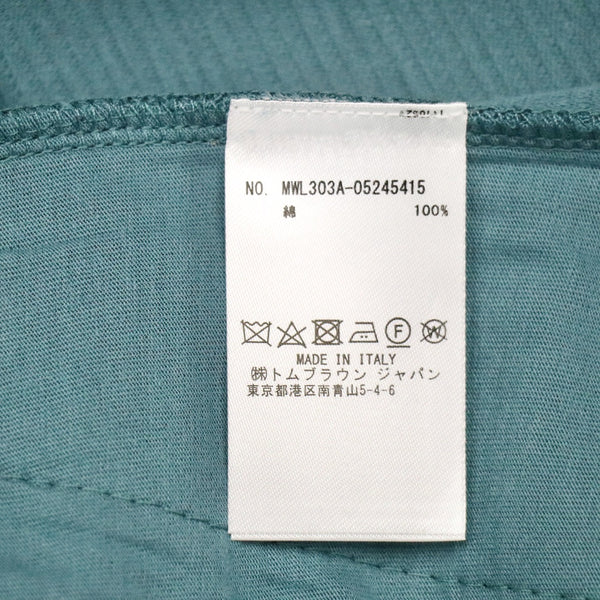 NO. MWL303A-05245415
綿 100%
MADE IN ITALY
㈱トムブラウン ジャパン
東京都港区南青山5-4-6